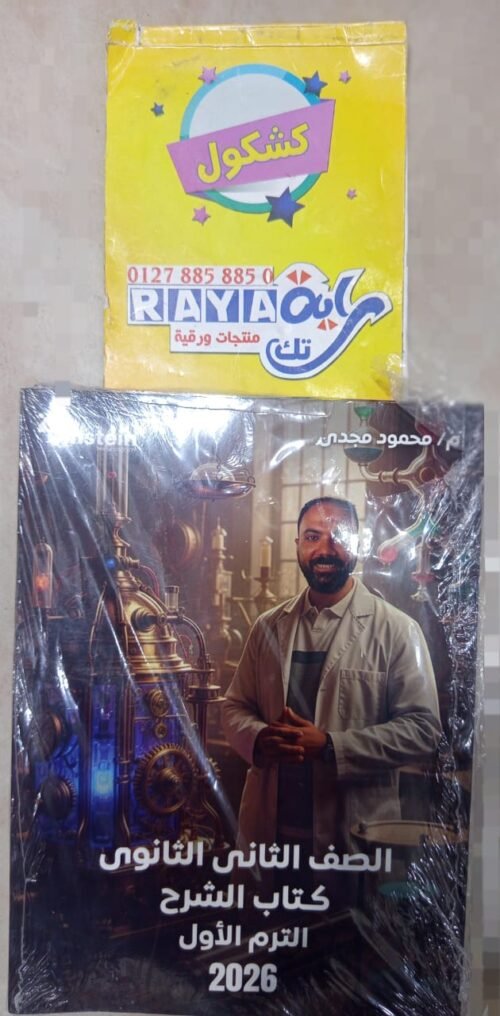 كشكول
0127 885 885 0
RAYA راية
تك
منتجات ورقية
م/ محمود مجدى
الصف الثانى الثانوى
كتاب الشرح
الترم الأول
2026